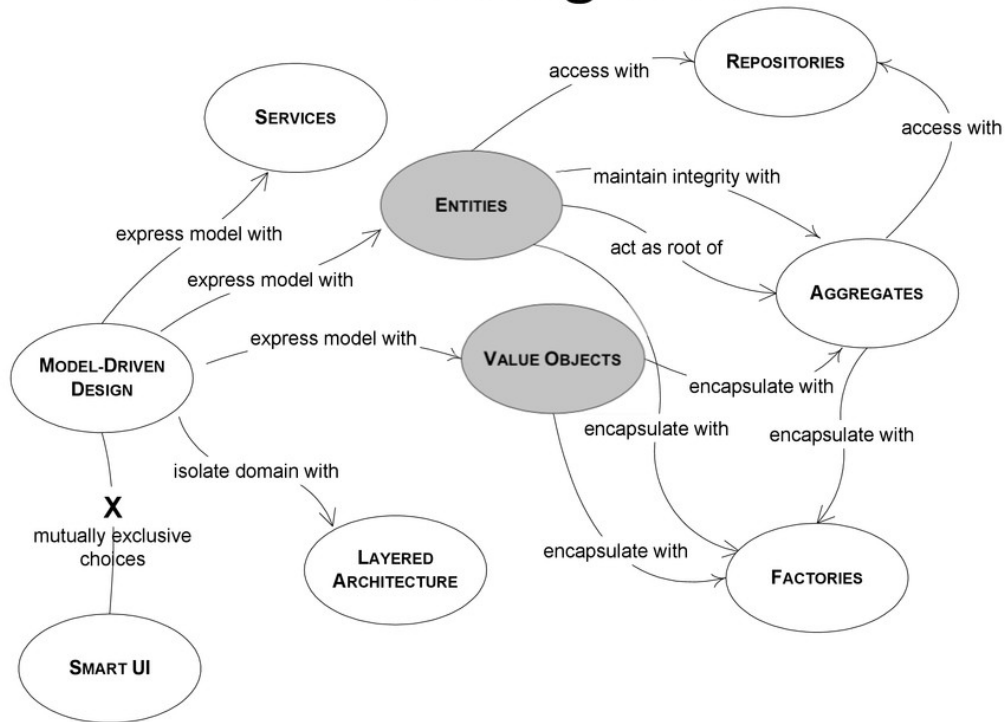 g
REPOSITORIES
access with
SERVICES
access with
maintain integrity with
ENTITIES
express model with
act as root of
express model with
AGGREGATES
express model with
VALUE OBJECTS
MODEL-DRIVEN
DESIGN
encapsulate with
encapsulate with
encapsulate with
isolate domain with
X
mutually exclusive
choices
encapsulate with
LAYERED
ARCHITECTURE
FACTORIES
SMART UI